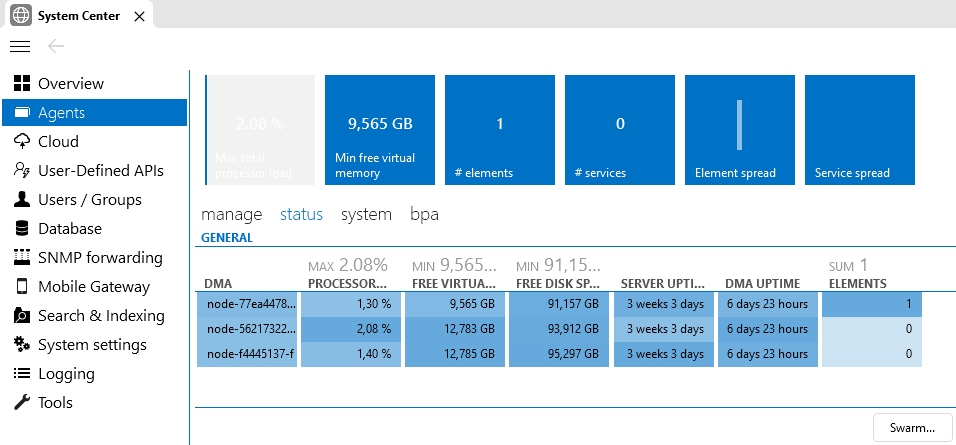 System Center
Overview
Agents
Cloud
User-Defined APIs
Users / Groups
Database
SNMP forwarding
Mobile Gateway
Search & Indexing
System settings
Logging
Tools
2,08 %
Max total
processor load
9,565 GB
Min free virtual
memory
1
# elements
0
# services
Element spread
Service spread
manage status system bpa
GENERAL
MAX 2.08% MIN 9,565... MIN 91,15... SUM 1
DMA PROCESSOR... FREE VIRTUA... FREE DISK SP... SERVER UPTI... DMA UPTIME ELEMENTS
node-77ea4478... 1,30 % 9,565 GB 91,157 GB 3 weeks 3 days 6 days 23 hours 1
node-56217322... 2,08 % 12,783 GB 93,912 GB 3 weeks 3 days 6 days 23 hours 0
node-f4445137-f 1,40 % 12,785 GB 95,297 GB 3 weeks 3 days 6 days 23 hours 0
Swarm...